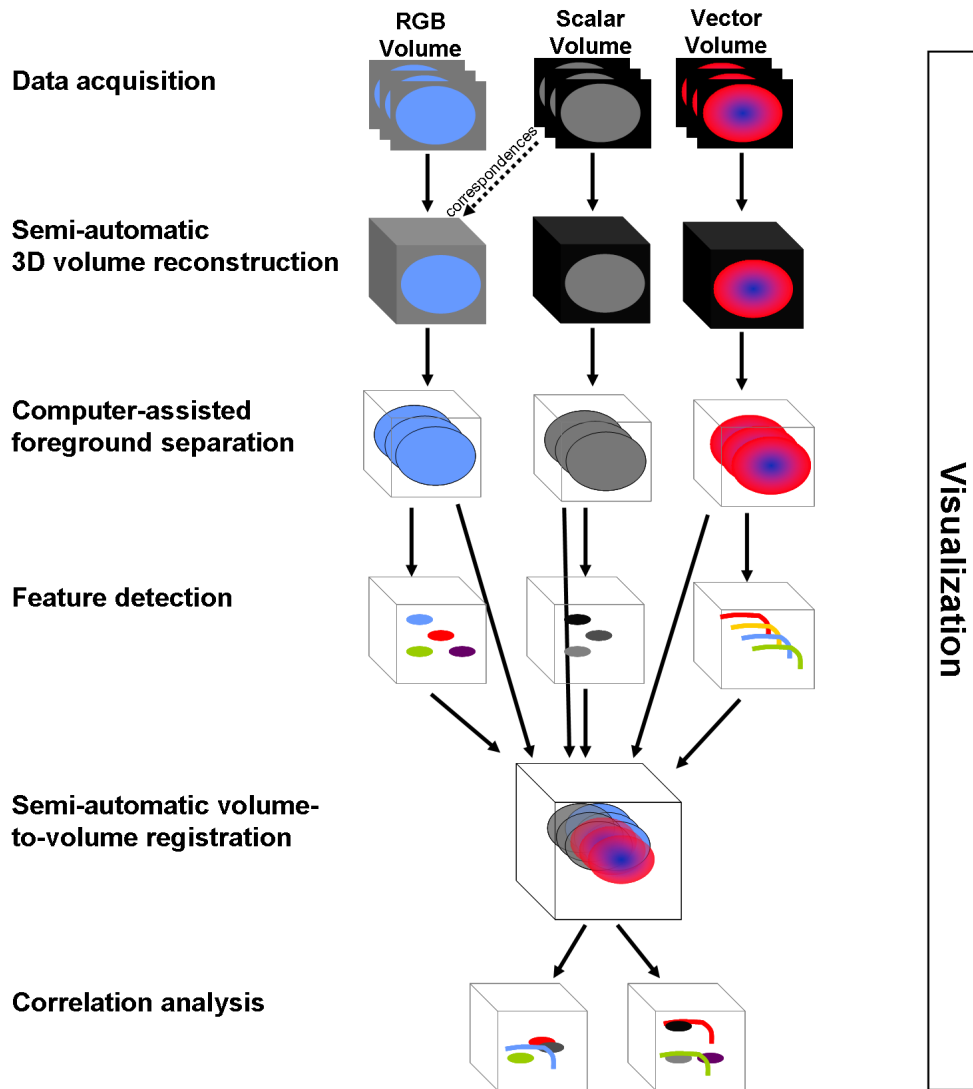 RGB
Volume
Scalar
Volume
Vector
Volume
Data acquisition
correspondences
Semi-automatic
3D volume reconstruction
Computer-assisted
foreground separation
Feature detection
Semi-automatic volume-
to-volume registration
Correlation analysis
Visualization